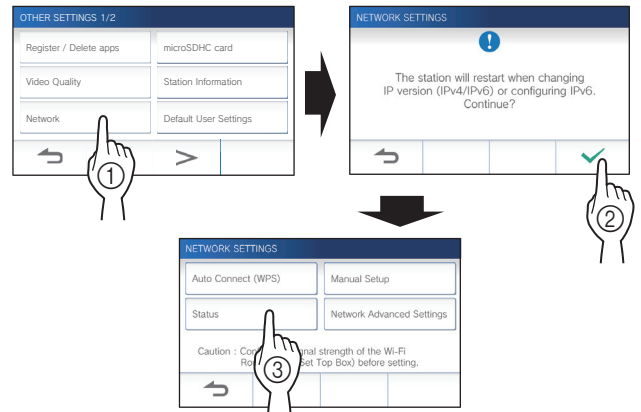 OTHER SETTINGS 1/2
Register / Delete apps
microSDHC card
Video Quality
Station Information
Network
Default User Settings
1
NETWORK SETTINGS
!
The station will restart when changing
IP version (IPv4/IPv6) or configuring IPv6.
Continue?
2
NETWORK SETTINGS
Auto Connect (WPS)
Manual Setup
Status
Network Advanced Settings
Caution : strength of the Wi-Fi
Set Top Box) before setting.
3